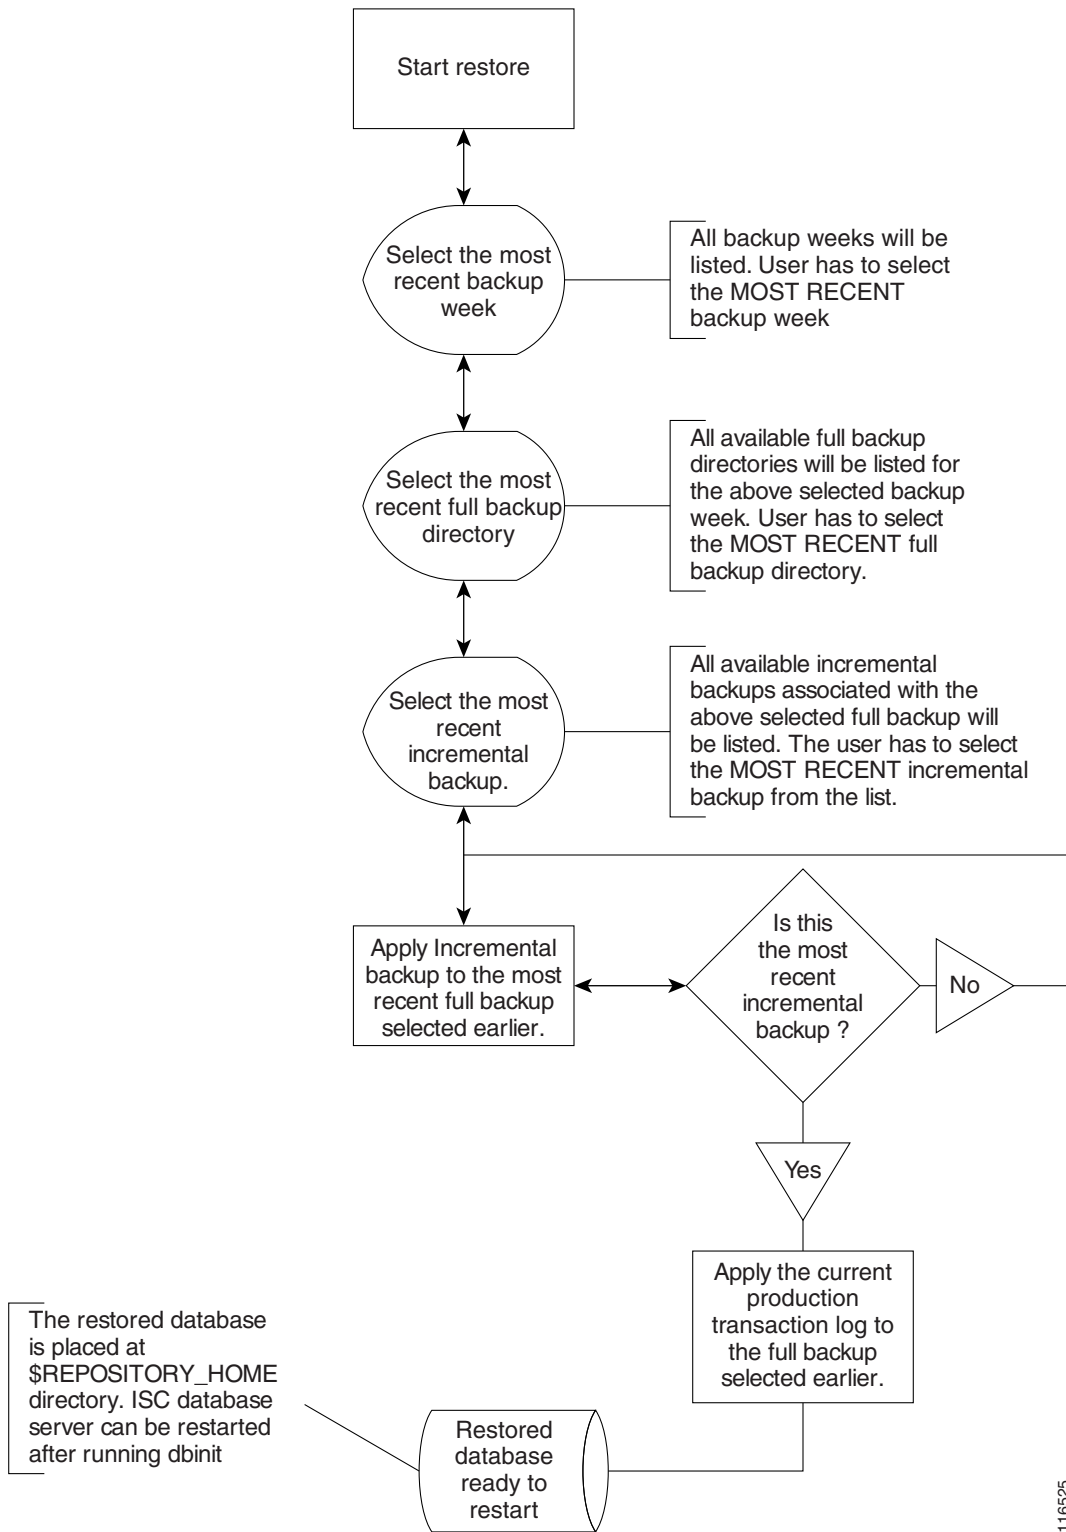 Start restore
Select the most
recent backup
week
All backup weeks will be
listed. User has to select
the MOST RECENT
backup week
Select the most
recent full backup
directory
All available full backup
directories will be listed for
the above selected backup
week. User has to select
the MOST RECENT full
backup directory.
Select the most
recent
incremental
backup.
All available incremental
backups associated with the
above selected full backup will
be listed. The user has to select
the MOST RECENT incremental
backup from the list.
Apply Incremental
backup to the most
recent full backup
selected earlier.
Is this
the most
recent
incremental
backup ?
No
Yes
Apply the current
production
transaction log to
the full backup
selected earlier.
The restored database
is placed at
$REPOSITORY_HOME
directory. ISC database
server can be restarted
after running dbinit
Restored
database
ready to
restart
116525